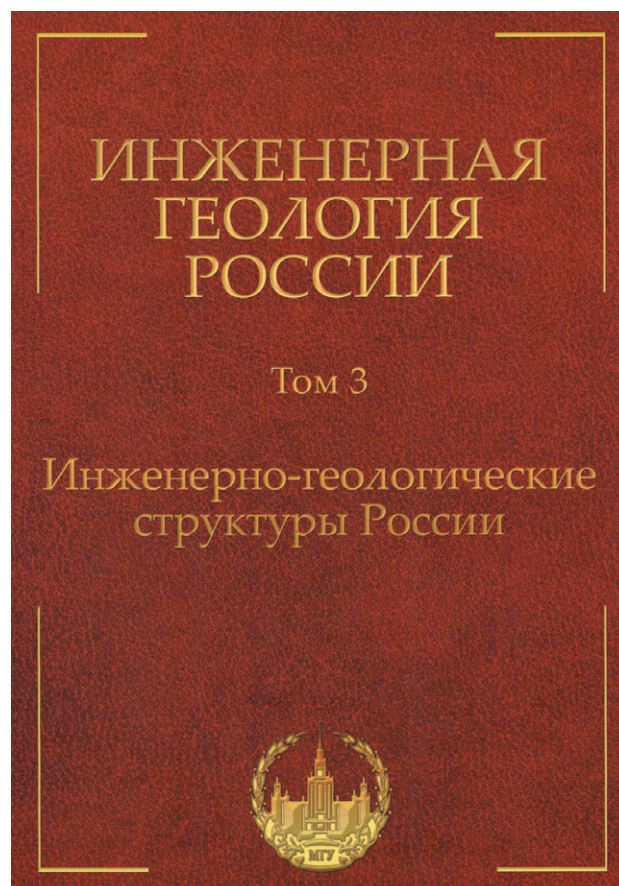 ИНЖЕНЕРНАЯ
ГЕОЛОГИЯ
РОССИИ
Том 3
Инженерно-геологические
структуры России
МГУ